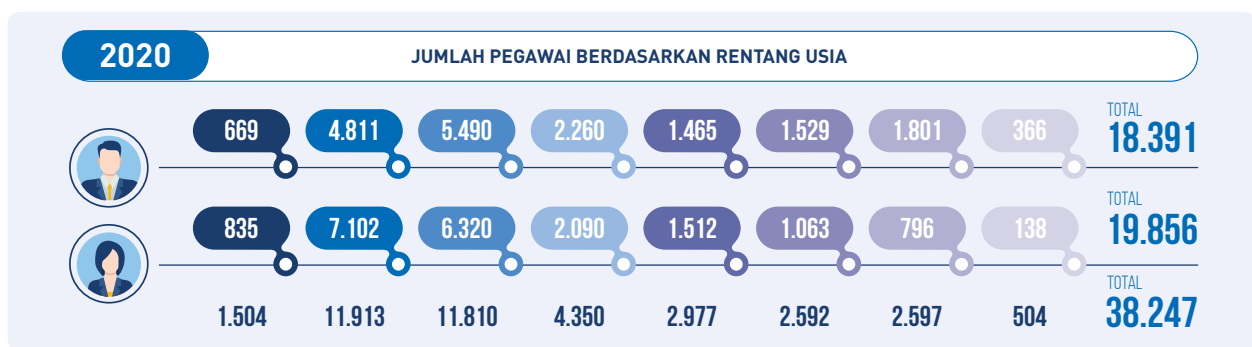 2020 JUMLAH PEGAWAI BERDASARKAN RENTANG USIA
669 4.811 5.490 2.260 1.465 1.529 1.801 366 TOTAL 18.391
835 7.102 6.320 2.090 1.512 1.063 796 138 TOTAL 19.856
1.504 11.913 11.810 4.350 2.977 2.592 2.597 504 TOTAL 38.247